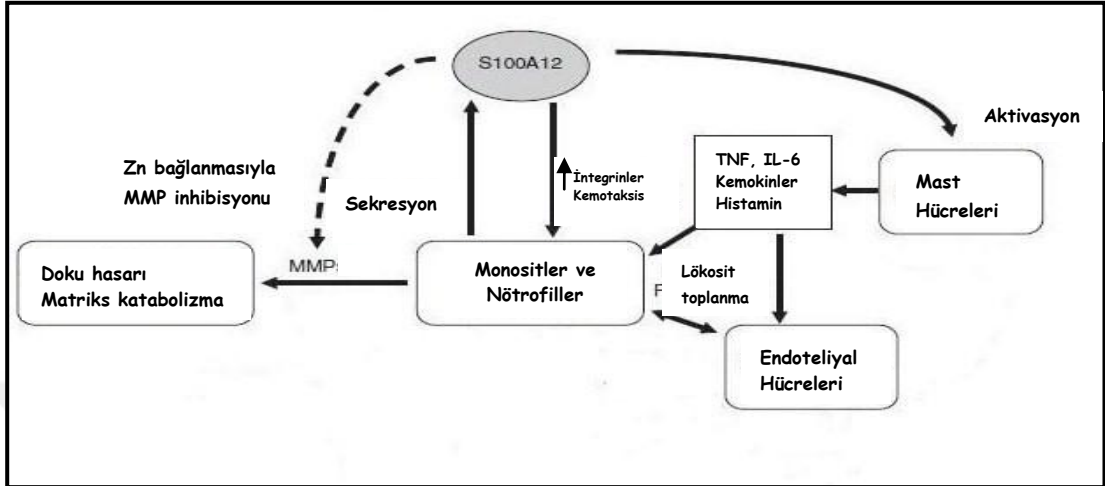 S100A12
Aktivasyon
Zn bağlanmasıyla
MMP inhibisyonu
Sekresyon
İntegrinler
Kemotaksis
TNF, IL-6
Kemokinler
Histamin
Mast
Hücreleri
Doku hasarı
Matriks katabolizma
MMP
Monositler ve
Nötrofiller
Lökosit
toplanma
Endoteliyal
Hücreleri